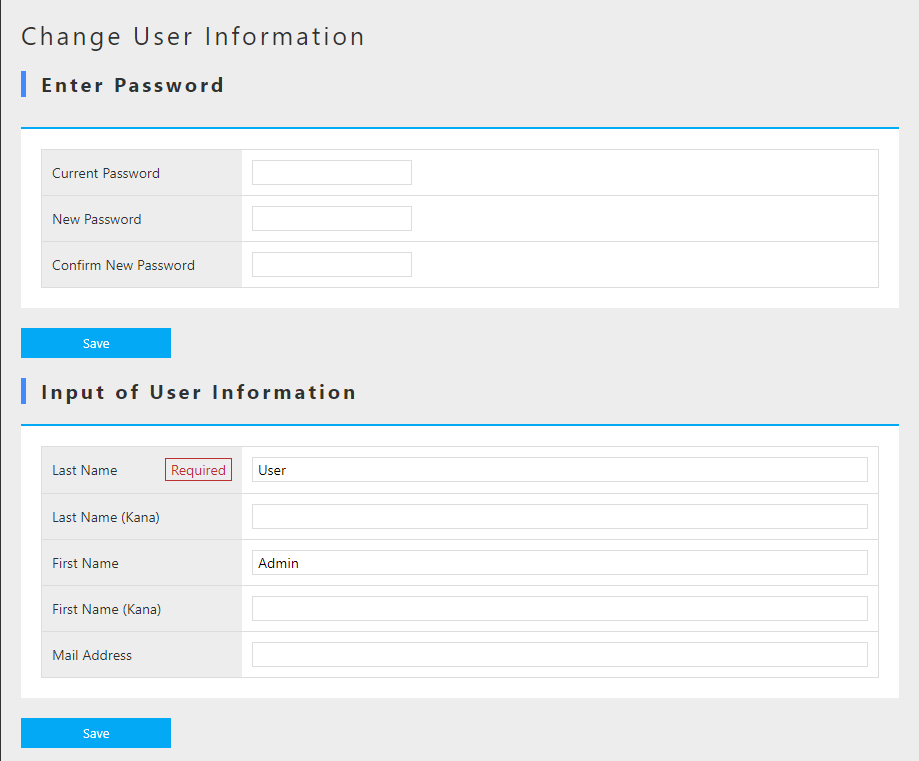 Change User Information
Enter Password
Current Password
New Password
Confirm New Password
Save
Input of User Information
Last Name Required User
Last Name (Kana)
First Name Admin
First Name (Kana)
Mail Address
Save